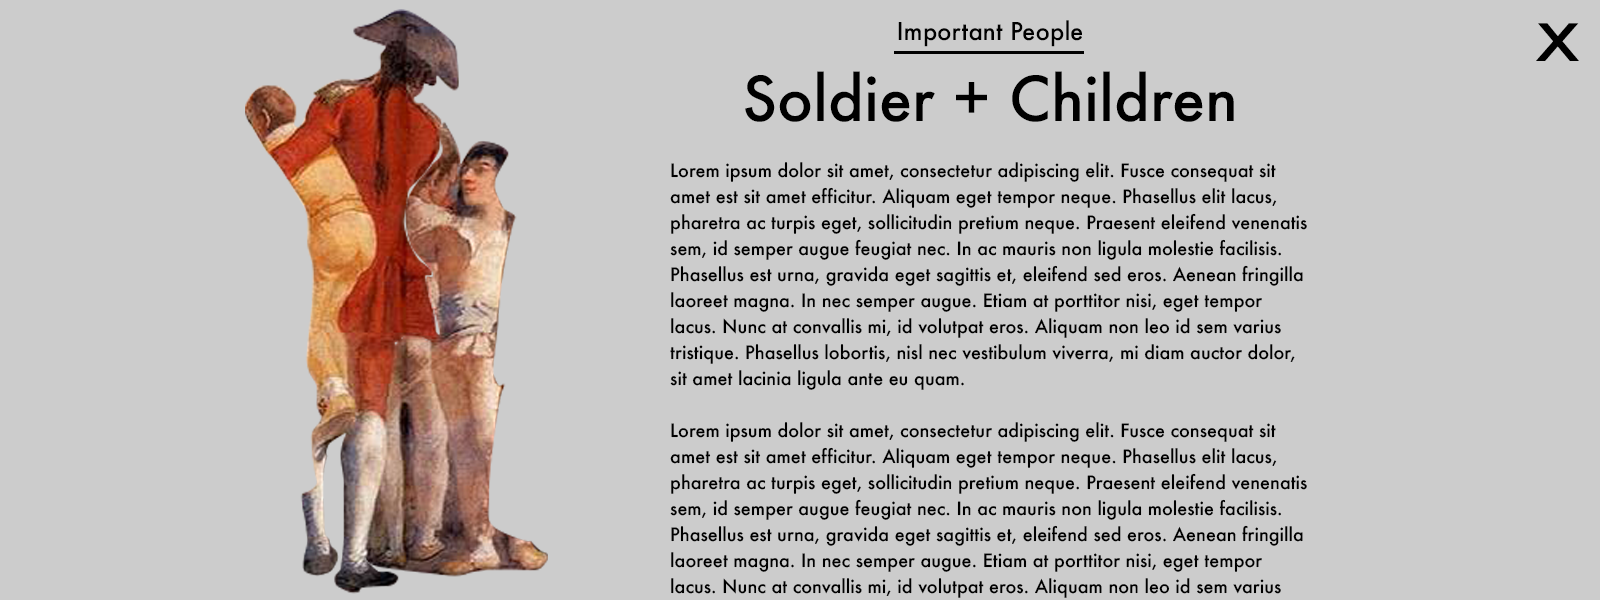 Important People
X
Soldier + Children
Lorem ipsum dolor sit amet, consectetur adipiscing elit. Fusce consequat sit
amet est sit amet efficitur. Aliquam eget tempor neque. Phasellus elit lacus,
pharetra ac turpis eget, sollicitudin pretium neque. Praesent eleifend venenatis
sem, id semper augue feugiat nec. In ac mauris non ligula molestie facilisis.
Phasellus est urna, gravida eget sagittis et, eleifend sed eros. Aenean fringilla
laoreet magna. In nec semper augue. Etiam at porttitor nisi, eget tempor
lacus. Nunc at convallis mi, id volutpat eros. Aliquam non leo id sem varius
tristique. Phasellus lobortis, nisl nec vestibulum viverra, mi diam auctor dolor,
sit amet lacinia ligula ante eu quam.
Lorem ipsum dolor sit amet, consectetur adipiscing elit. Fusce consequat sit
amet est sit amet efficitur. Aliquam eget tempor neque. Phasellus elit lacus,
pharetra ac turpis eget, sollicitudin pretium neque. Praesent eleifend venenatis
sem, id semper augue feugiat nec. In ac mauris non ligula molestie facilisis.
Phasellus est urna, gravida eget sagittis et, eleifend sed eros. Aenean fringilla
laoreet magna. In nec semper augue. Etiam at porttitor nisi, eget tempor
lacus. Nunc at convallis mi, id volutpat eros. Aliquam non leo id sem varius